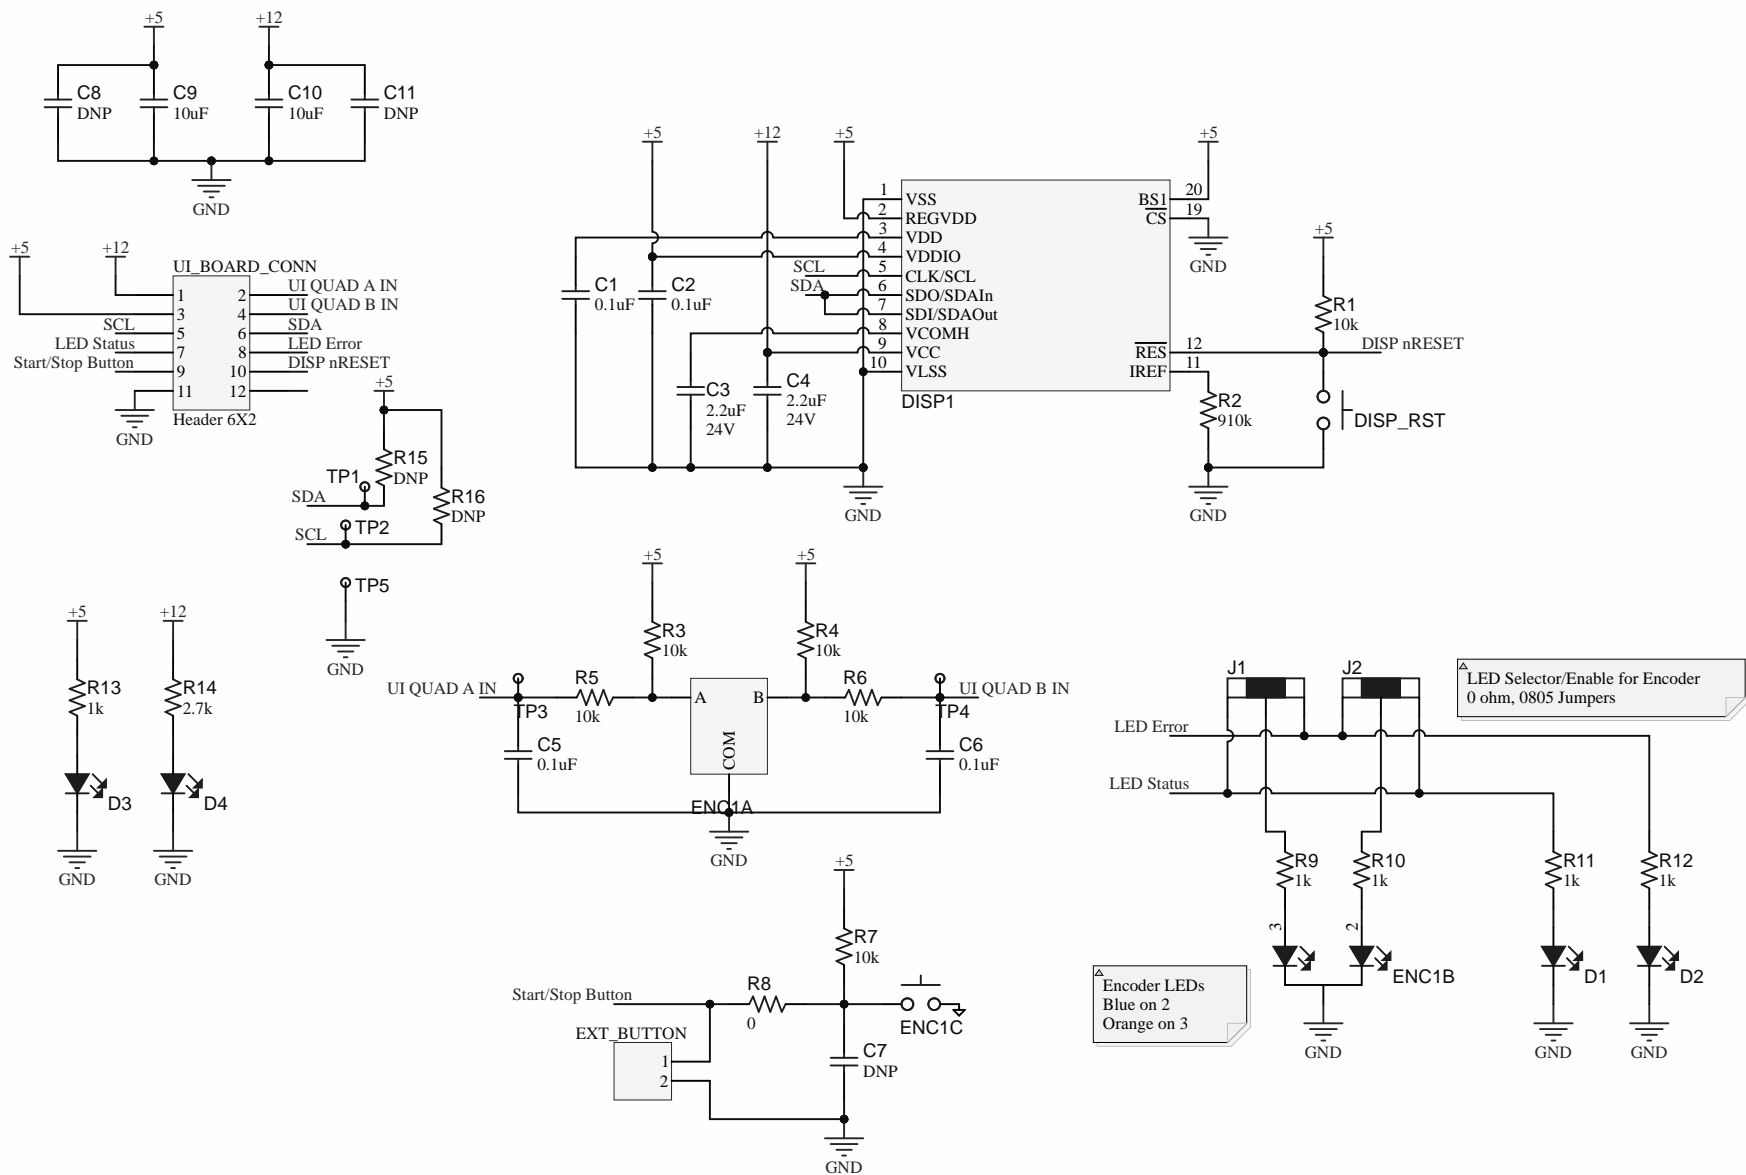 +5
+12
C8
DNP
C9
10uF
C10
10uF
C11
DNP
GND
+5
+12
UI_BOARD_CONN
1
2
UI QUAD A IN
3
4
UI QUAD B IN
SCL
5
6
SDA
LED Status
7
8
LED Error
Start/Stop Button
9
10
DISP nRESET
11
12
GND
Header 6X2
+5
R15
DNP
TP1
SDA
R16
DNP
TP2
SCL
TP5
GND
+5
+12
R13
1k
R14
2.7k
D3
D4
GND
GND
+5
+12
+5
+5
1
VSS
2
REGVDD
3
VDD
4
VDDIO
SCL
5
CLK/SCL
SDA
6
SDO/SDAIn
7
SDI/SDAOut
8
VCOMH
9
VCC
10
VLSS
BS1
20
CS
19
GND
RES
12
IREF
11
DISP1
C1
0.1uF
C2
0.1uF
C3
2.2uF
24V
C4
2.2uF
24V
GND
+5
R1
10k
DISP nRESET
R2
910k
DISP_RST
GND
+5
+5
R3
10k
R4
10k
UI QUAD A IN
R5
10k
A
B
R6
10k
UI QUAD B IN
TP3
TP4
C5
0.1uF
COM
C6
0.1uF
ENC1A
GND
+5
R7
10k
Start/Stop Button
R8
0
ENC1C
EXT_BUTTON
1
2
C7
DNP
GND
J1
J2
LED Selector/Enable for Encoder
0 ohm, 0805 Jumpers
LED Error
LED Status
R9
1k
R10
1k
R11
1k
R12
1k
3
2
ENC1B
D1
D2
Encoder LEDs
Blue on 2
Orange on 3
GND
GND
GND